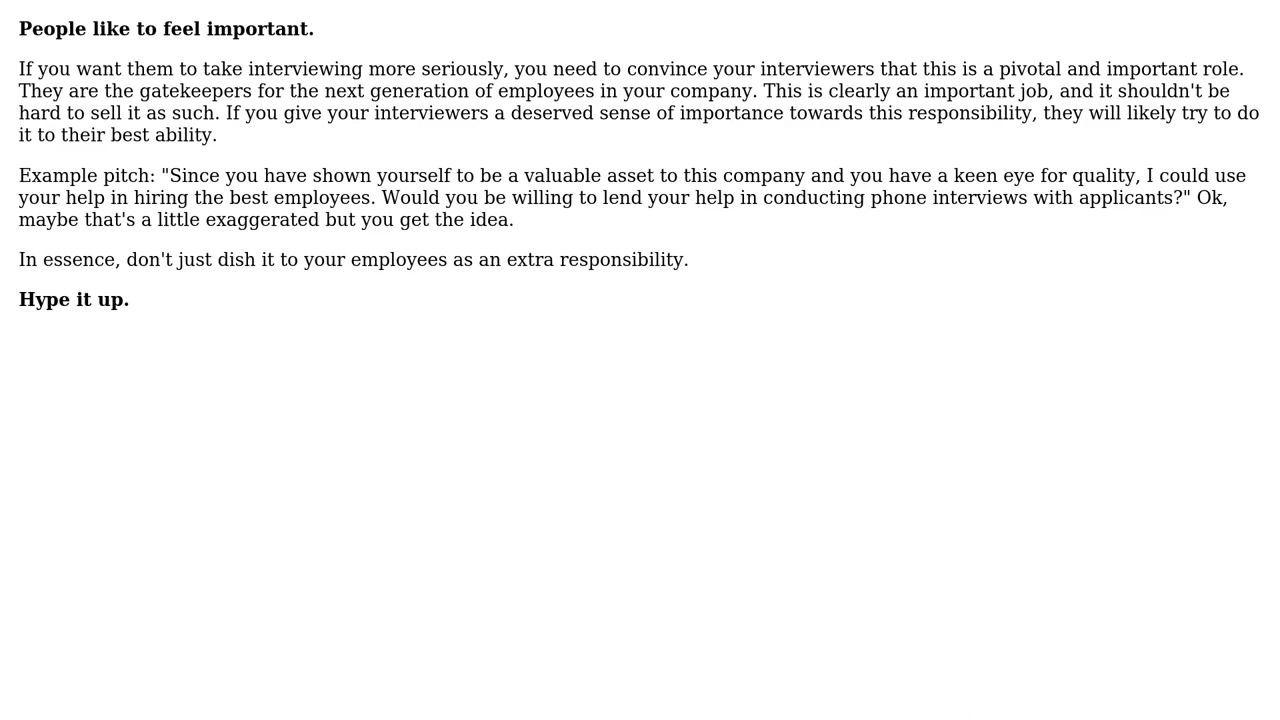 People like to feel important.
If you want them to take interviewing more seriously, you need to convince your interviewers that this is a pivotal and important role.
They are the gatekeepers for the next generation of employees in your company. This is clearly an important job, and it shouldn't be
hard to sell it as such. If you give your interviewers a deserved sense of importance towards this responsibility, they will likely try to do
it to their best ability.
Example pitch: "Since you have shown yourself to be a valuable asset to this company and you have a keen eye for quality, I could use
your help in hiring the best employees. Would you be willing to lend your help in conducting phone interviews with applicants?" Ok,
maybe that's a little exaggerated but you get the idea.
In essence, don't just dish it to your employees as an extra responsibility.
Hype it up.